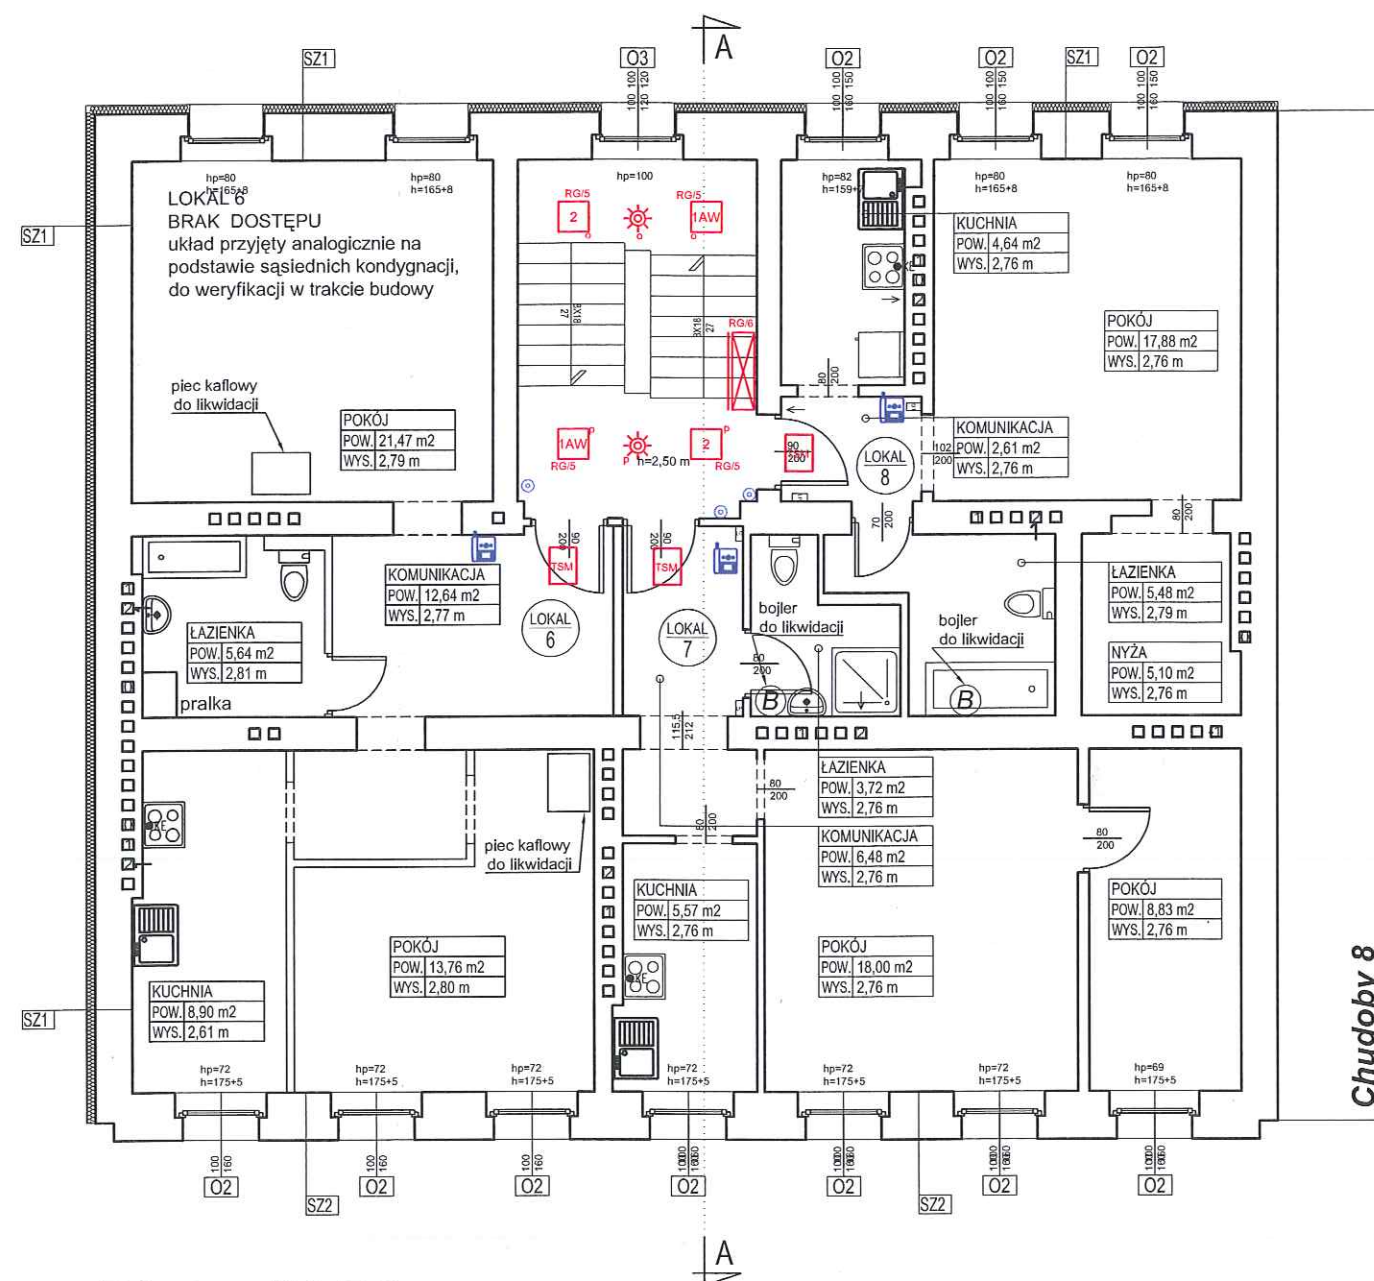 A
SZ1
O3
O2
O2
SZ1
O2
100 100
120 120
100 100
160 150
100 100
160 150
100 100
160 150
hp=80
h=165+8
hp=80
h=165+8
hp=100
hp=82
hp=80
h=165+8
hp=80
h=165+8
LOKAL 6
BRAK DOSTĘPU
układ przyjęty analogicznie na
podstawie sąsiednich kondygnacji,
do weryfikacji w trakcie budowy
SZ1
RG/5
2
o
o
RG/5
1AW
o
KUCHNIA
POW. 4,64 m2
WYS. 2,76 m
8X18
27
8X18
27
RG/6
POKÓJ
POW. 17,88 m2
WYS. 2,76 m
piec kaflowy
do likwidacji
POKÓJ
POW. 21,47 m2
WYS. 2,79 m
80
200
KOMUNIKACJA
POW. 2,61 m2
WYS. 2,76 m
1AW
p
RG/5
p
2
p
RG/5
h=2,50 m
90
200
LOKAL
8
102
200
70
200
80
200
KOMUNIKACJA
POW. 12,64 m2
WYS. 2,77 m
90
200
TSM
90
200
TSM
ŁAZIENKA
POW. 5,48 m2
WYS. 2,79 m
ŁAZIENKA
POW. 5,64 m2
WYS. 2,81 m
LOKAL
6
LOKAL
7
bojler
do likwidacji
bojler
do likwidacji
NYŻA
POW. 5,10 m2
WYS. 2,76 m
80
200
pralka
B
B
115,5
212
ŁAZIENKA
POW. 3,72 m2
WYS. 2,76 m
80
200
80
200
KOMUNIKACJA
POW. 6,48 m2
WYS. 2,76 m
80
200
piec kaflowy
do likwidacji
KUCHNIA
POW. 5,57 m2
WYS. 2,76 m
POKÓJ
POW. 8,83 m2
WYS. 2,76 m
POKÓJ
POW. 13,76 m2
WYS. 2,80 m
POKÓJ
POW. 18,00 m2
WYS. 2,76 m
KUCHNIA
POW. 8,90 m2
WYS. 2,61 m
SZ1
Chudoby 8
hp=72
h=175+5
hp=72
h=175+5
hp=72
h=175+5
hp=72
h=175+5
hp=72
h=175+5
hp=72
h=175+5
hp=69
h=175+5
100
160
100
160
100
160
O2
O2
O2
O2
O2
O2
O2
SZ2
SZ2
A